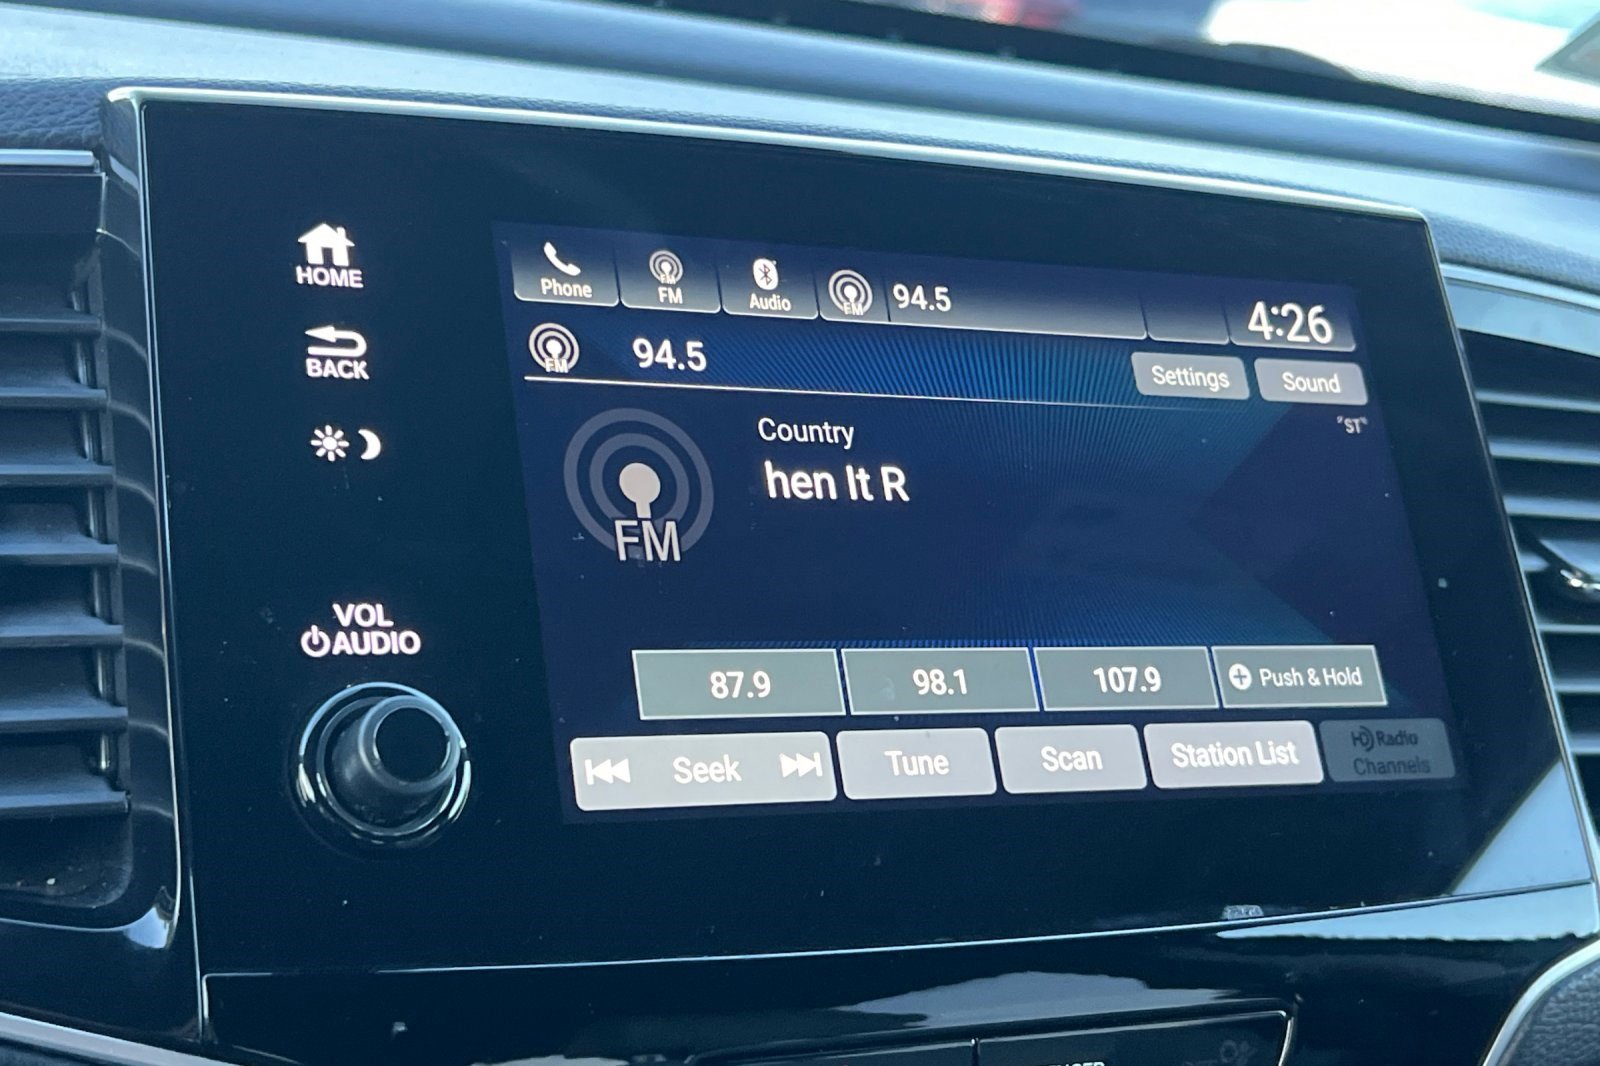 HOME
BACK
VOL
AUDIO
Phone
FM
Audio
FM
94.5
4:26
FM
94.5
Settings
Sound
"ST"
Country
hen It R
FM
87.9
98.1
107.9
Push & Hold
Seek
Tune
Scan
Station List
HD Radio
Channels